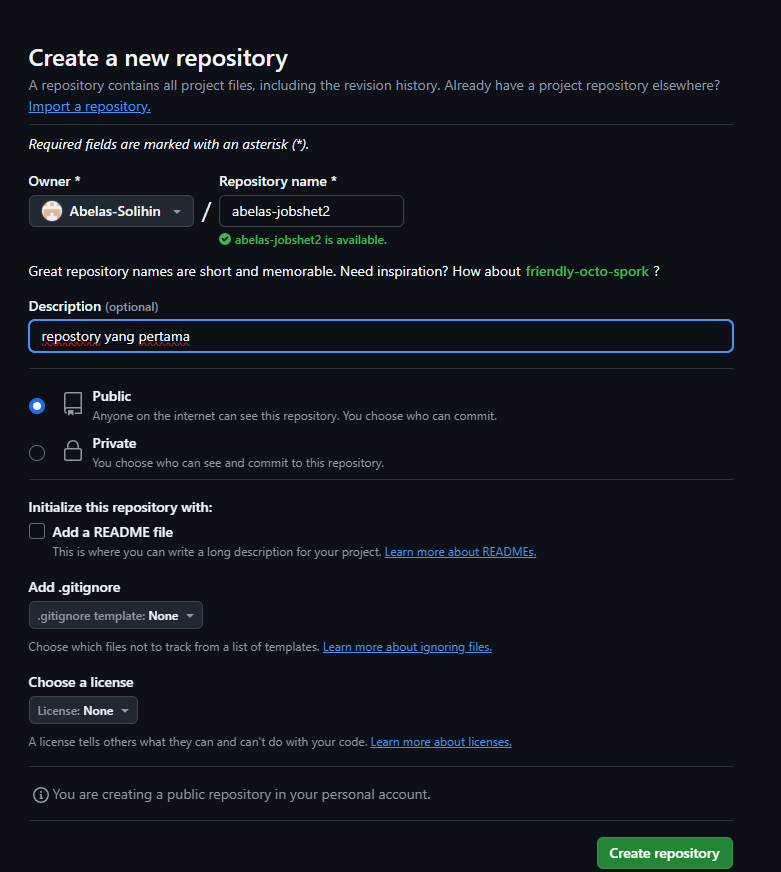 Create a new repository
A repository contains all project files, including the revision history. Already have a project repository elsewhere?
Import a repository.
Required fields are marked with an asterisk (*).
Owner *
Repository name *
Abelas-Solihin
/
abelas-jobshet2
abelas-jobshet2 is available.
Great repository names are short and memorable. Need inspiration? How about friendly-octo-spork ?
Description (optional)
repostory yang pertama
Public
Anyone on the internet can see this repository. You choose who can commit.
Private
You choose who can see and commit to this repository.
Initialize this repository with:
Add a README file
This is where you can write a long description for your project. Learn more about READMEs.
Add .gitignore
.gitignore template: None
Choose which files not to track from a list of templates. Learn more about ignoring files.
Choose a license
License: None
A license tells others what they can and can't do with your code. Learn more about licenses.
You are creating a public repository in your personal account.
Create repository